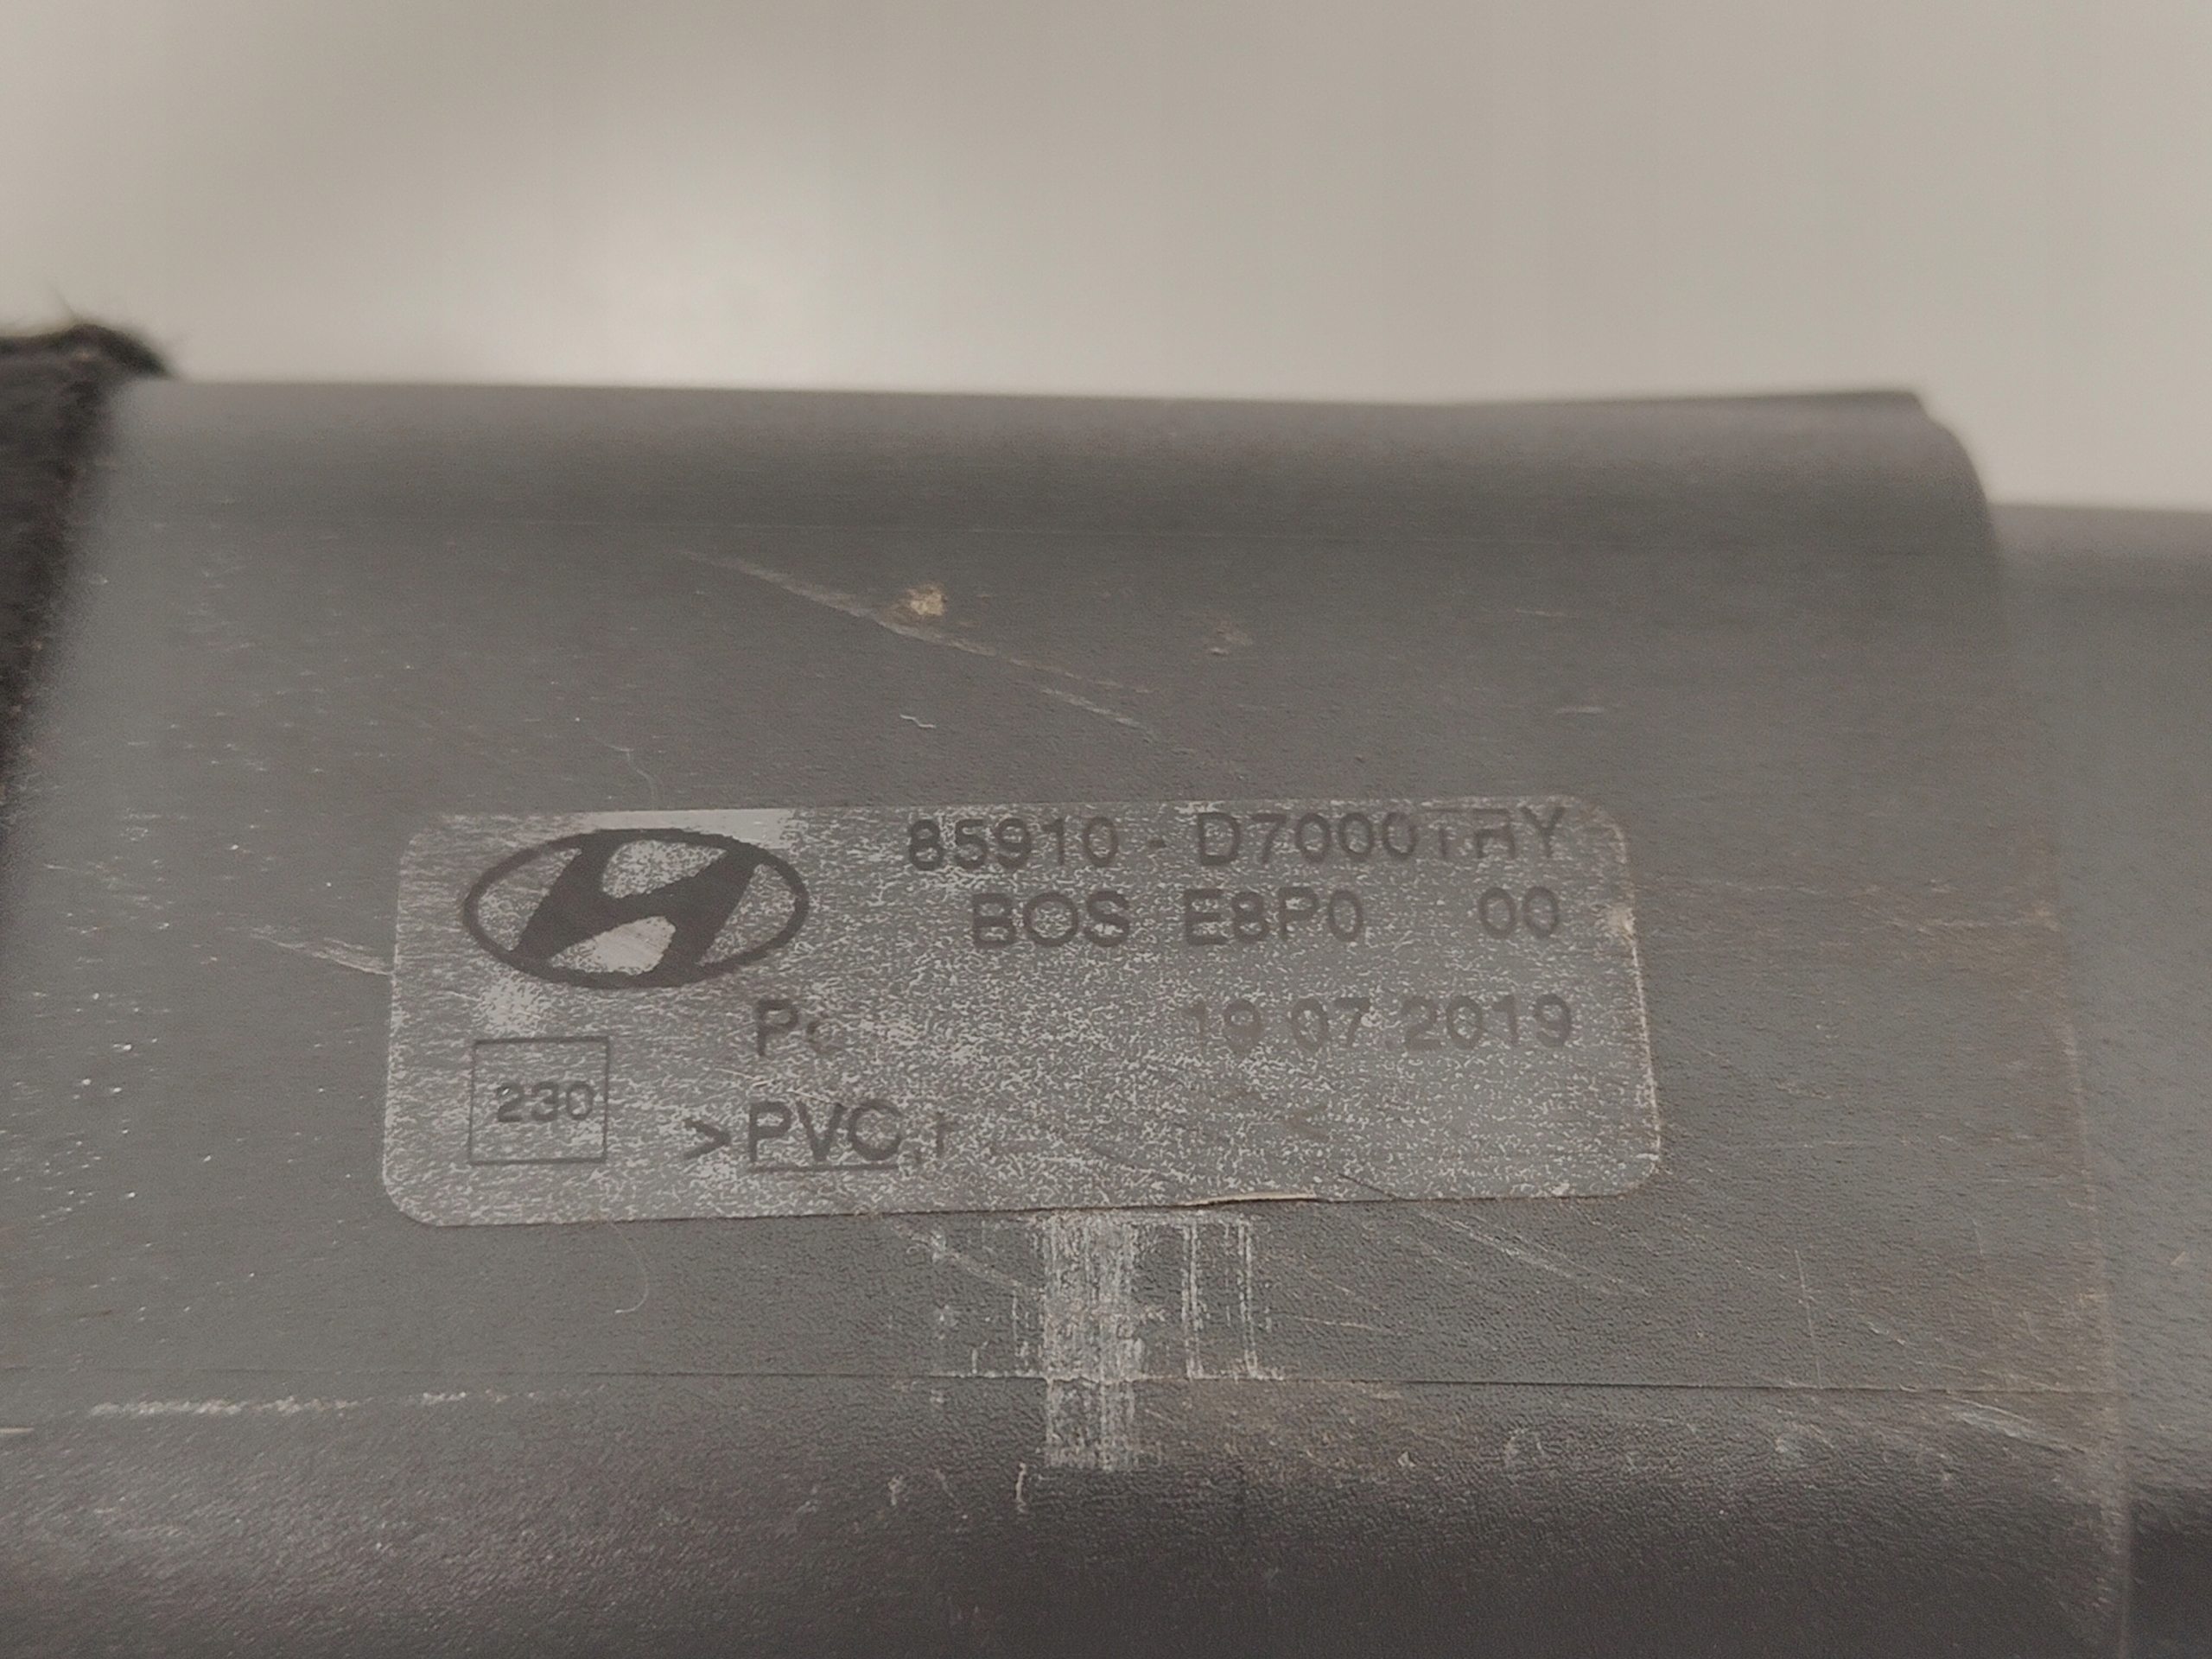 85910 - D7000TRY
BOS E8P0 00
19.07.2019
230
>PVC,
<